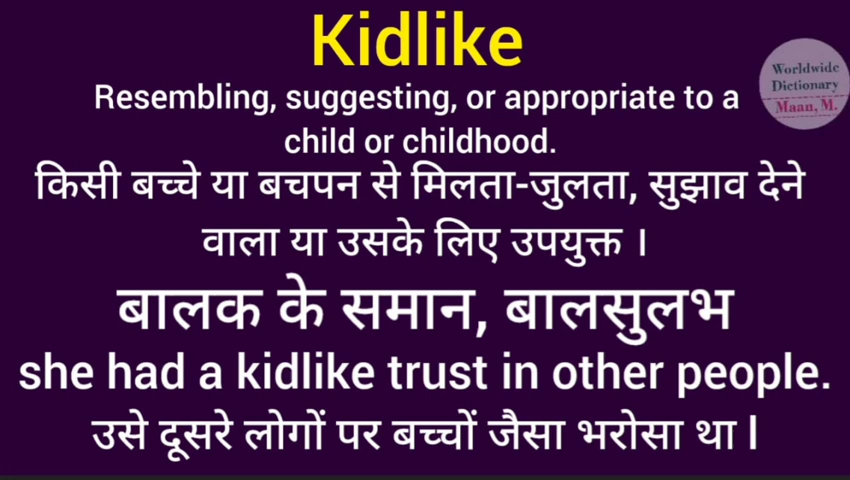 Kidlike
Worldwide
Dictionary
Maan, M.
Resembling, suggesting, or appropriate to a
child or childhood.
किसी बच्चे या बचपन से मिलता-जुलता, सुझाव देने
वाला या उसके लिए उपयुक्त ।
बालक के समान, बालसुलभ
she had a kidlike trust in other people.
उसे दूसरे लोगों पर बच्चों जैसा भरोसा था l